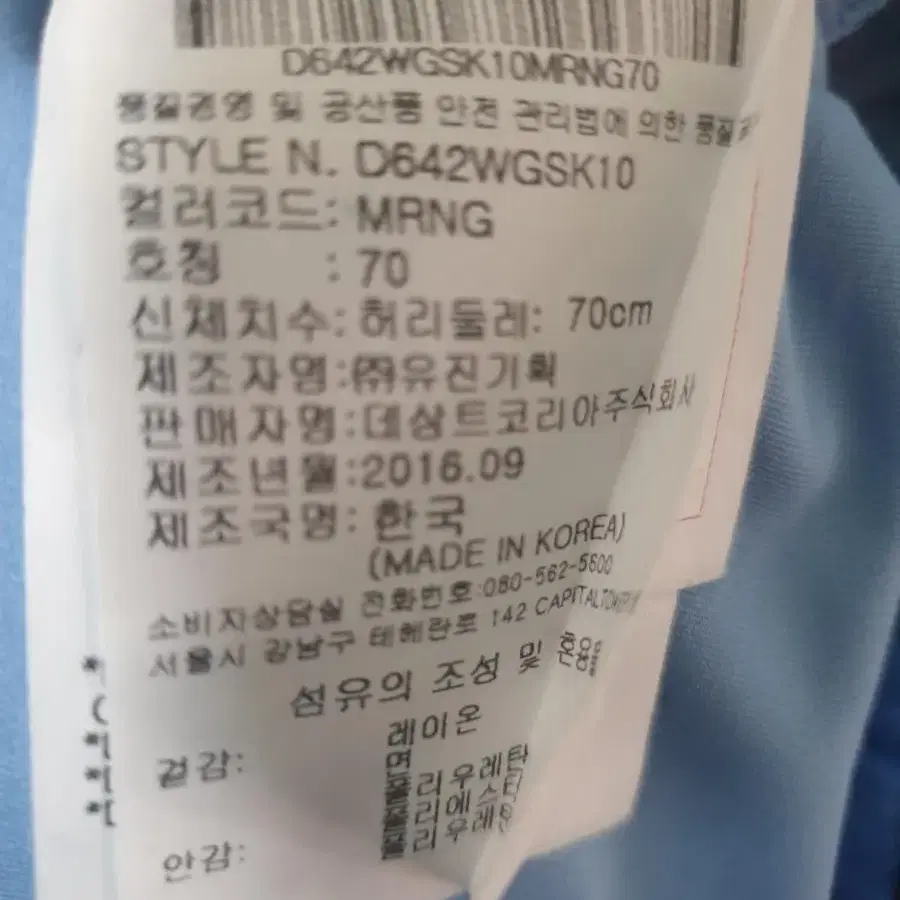 D642WGSK10MRNG70
품질경영 및 공산품 안전 관리법에 의한 품질
STYLE N. D642WGSK10
컬러코드: MRNG
호칭 : 70
신체치수: 허리둘레: 70cm
제조자명:㈜유진기획
판매자명:데상트코리아주식회사
제조년월:2016.09
제조국명: 한국
(MADE IN KOREA)
소비자상담실 전화번호:080-562-5600
서울시 강남구 테헤란로 142
섬유의 조성 및 혼용
겉감: 레이온
면
폴리우레탄
안감: 폴리에스터
폴리우레탄